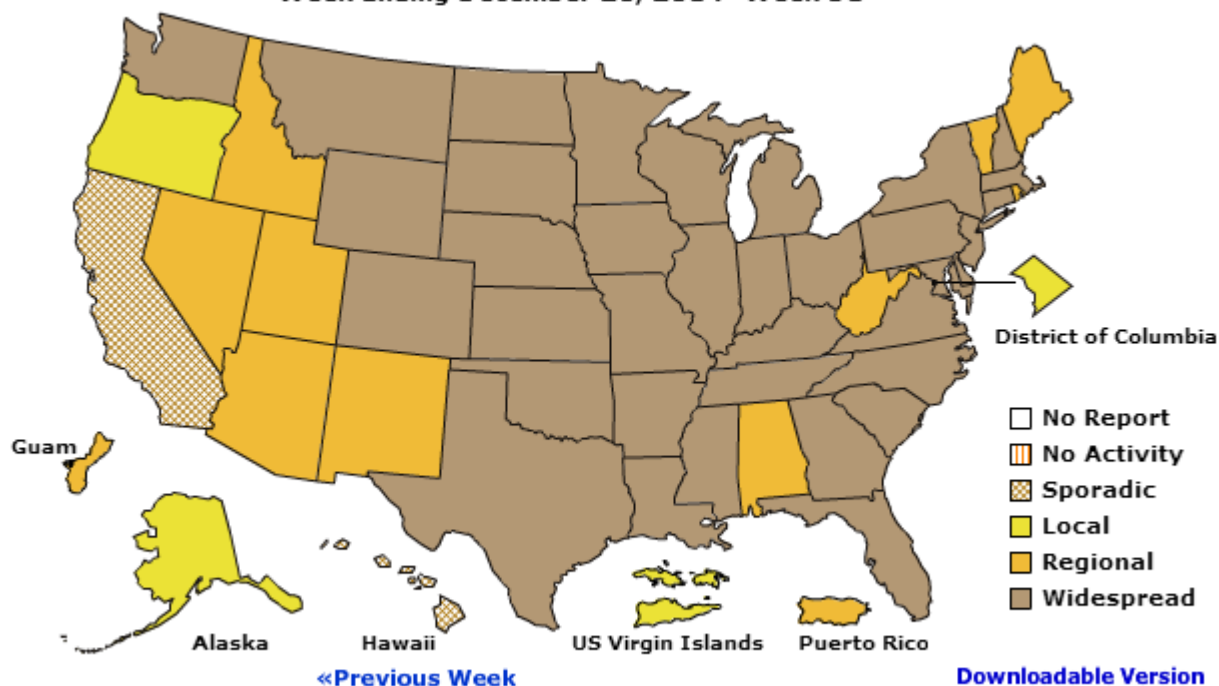 District of Columbia
No Report
Guam
No Activity
Sporadic
Local
Regional
Widespread
Alaska
Hawaii
US Virgin Islands
Puerto Rico
«Previous Week
Downloadable Version